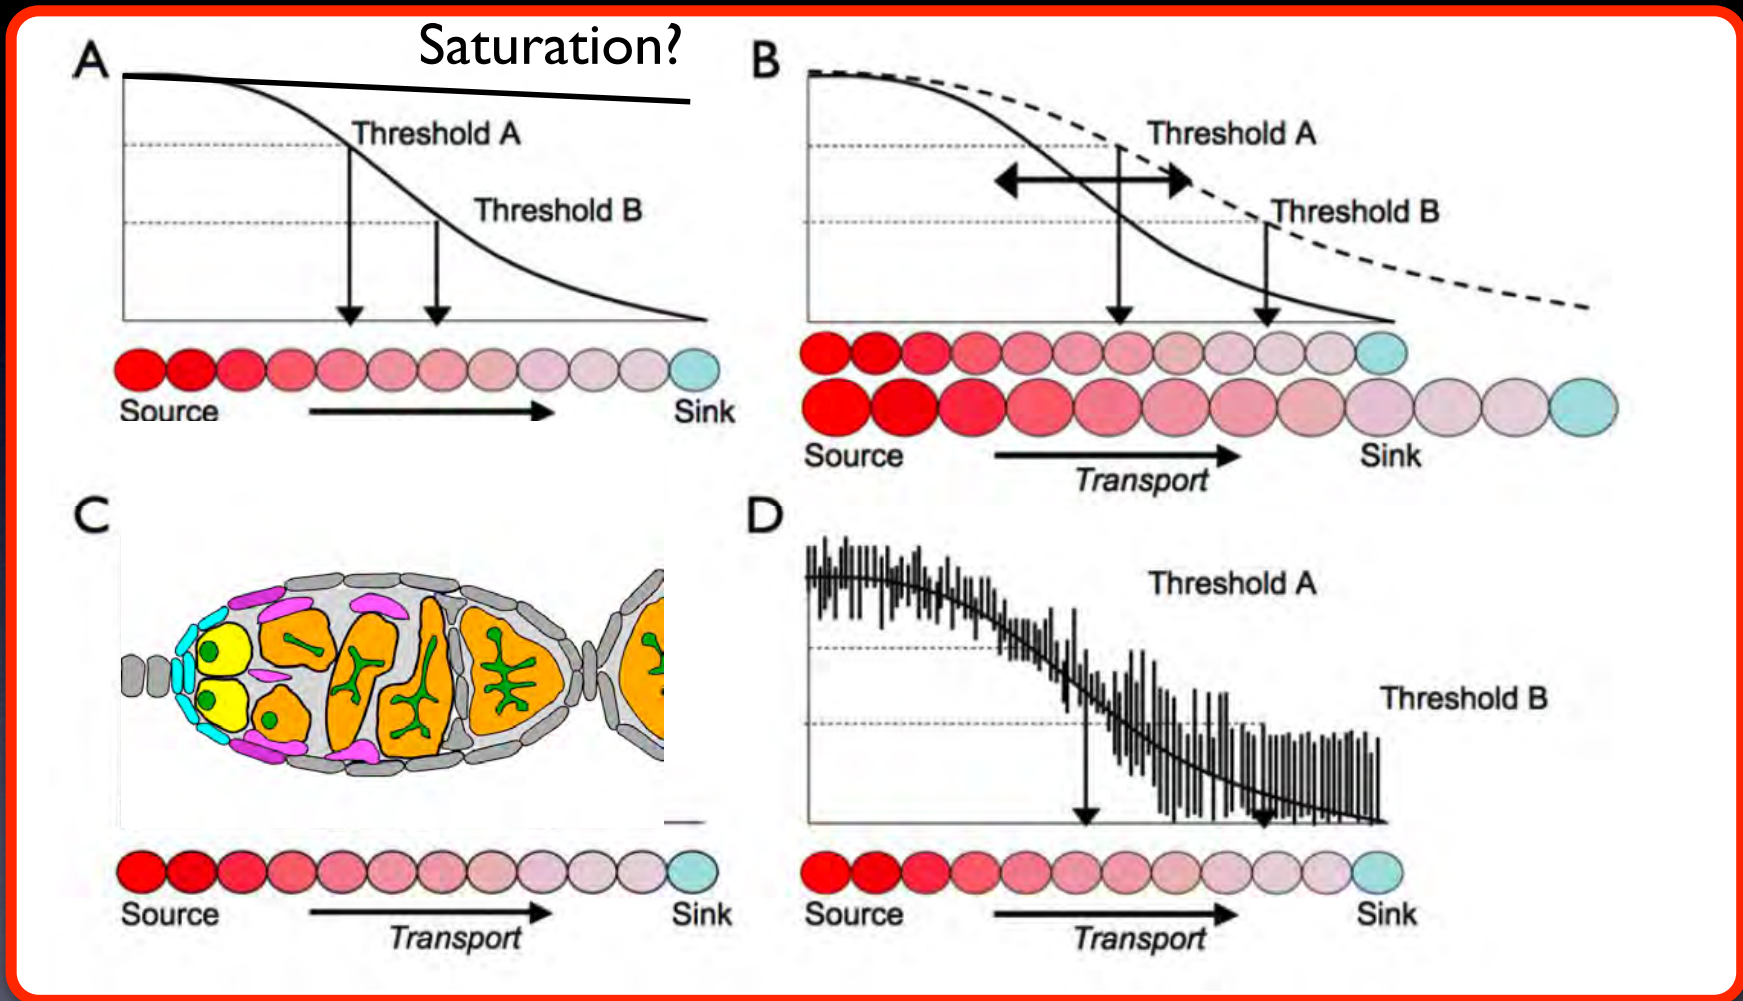 Saturation?
A
Threshold A
Threshold B
Source
Sink
B
Threshold A
Threshold B
Source
Sink
Transport
C
Source
Sink
Transport
D
Threshold A
Threshold B
Source
Sink
Transport